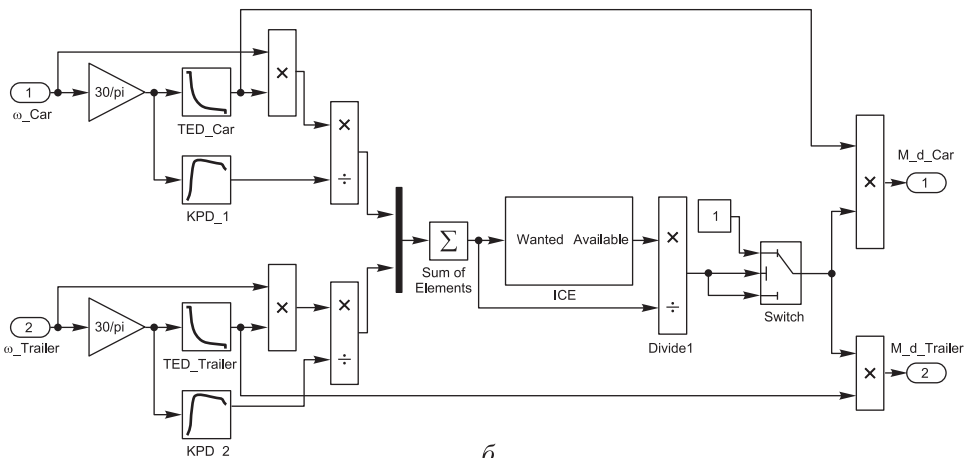 1
ω_Car
30/pi
TED_Car
×
KPD_1
×
÷
2
ω_Trailer
30/pi
TED_Trailer
×
KPD_2
×
÷
Σ
Sum of
Elements
Wanted Available
ICE
×
÷
Divide1
1
Switch
×
M_d_Car
1
×
M_d_Trailer
2
б